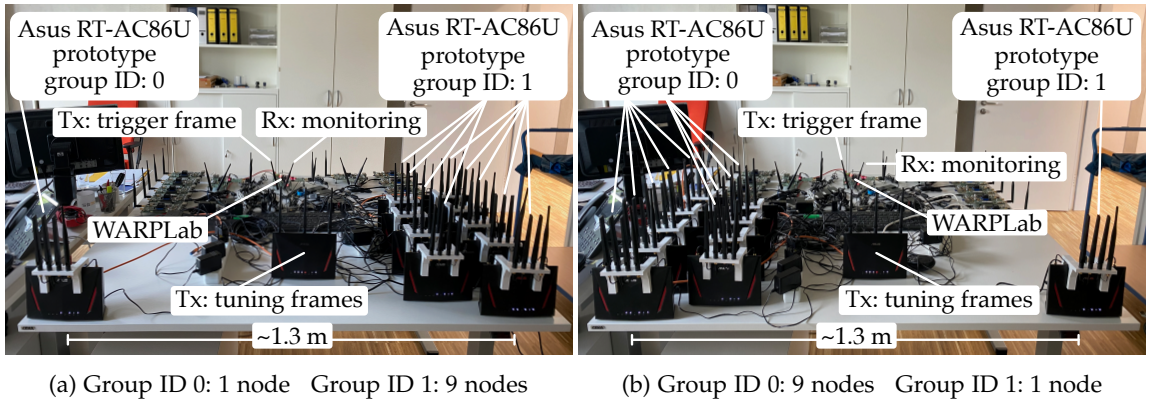 Asus RT-AC86U
prototype
group ID: 0
Asus RT-AC86U
prototype
group ID: 1
Tx: trigger frame
Rx: monitoring
WARPLab
Tx: tuning frames
~1.3 m
(a) Group ID 0: 1 node Group ID 1: 9 nodes
Asus RT-AC86U
prototype
group ID: 0
Asus RT-AC86U
prototype
group ID: 1
Tx: trigger frame
Rx: monitoring
WARPLab
Tx: tuning frames
~1.3 m
(b) Group ID 0: 9 nodes Group ID 1: 1 node